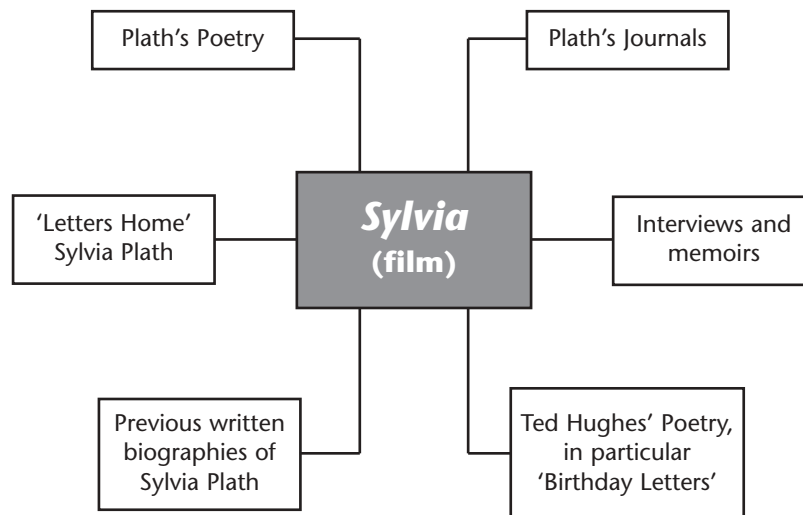 Plath’s Poetry
Plath’s Journals
‘Letters Home’
Sylvia Plath
Sylvia
(film)
Interviews and
memoirs
Previous written
biographies of
Sylvia Plath
Ted Hughes’ Poetry,
in particular
‘Birthday Letters’